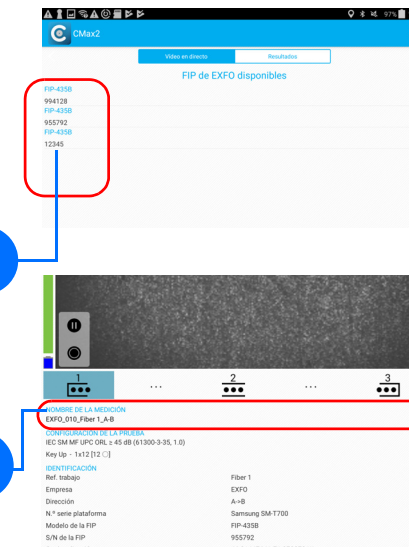 97%
CMax2
Vídeo en directo
Resultados
FIP de EXFO disponibles
FIP-435B
994128
FIP-435B
955792
FIP-435B
12345
1
...
2
...
3
NOMBRE DE LA MEDICIÓN
EXFO_010_Fiber 1_A-B
CONFIGURACIÓN DE LA PRUEBA
IEC SM MF UPC ORL ≥ 45 dB (61300-3-35, 1.0)
Key Up - 1x12 [12 ○]
IDENTIFICACIÓN
Ref. trabajo Fiber 1
Empresa EXFO
Dirección A->B
N.º serie plataforma Samsung SM-T700
Modelo de la FIP FIP-435B
S/N de la FIP 955792